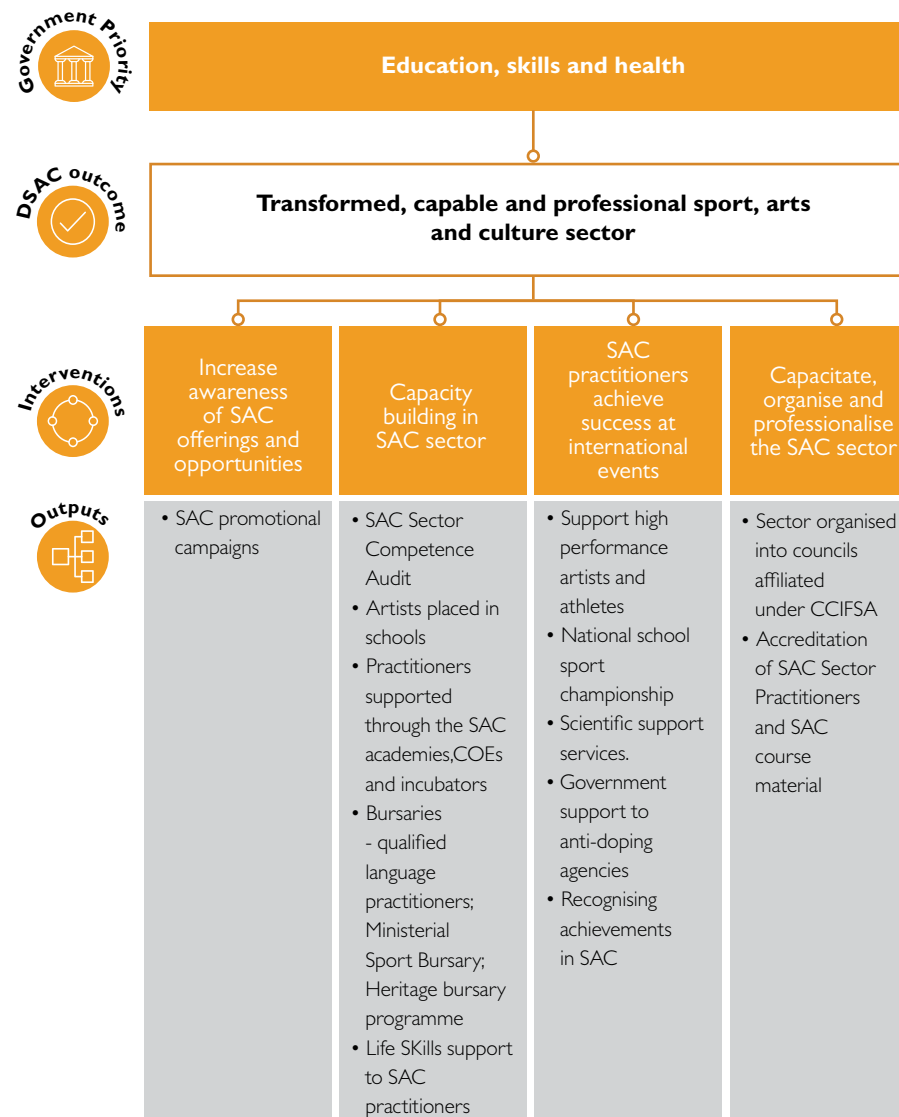 Government Priority
Education, skills and health
DSAC outcome
Transformed, capable and professional sport, arts
and culture sector
Interventions
Increase
awareness
of SAC
offerings and
opportunities
Capacity
building in
SAC sector
SAC
practitioners
achieve
success at
international
events
Capacitate,
organise and
professionalise
the SAC sector
Outputs
• SAC promotional
campaigns
• SAC Sector
Competence
Audit
• Artists placed in
schools
• Practitioners
supported
through the SAC
academies,COEs
and incubators
• Bursaries
- qualified
language
practitioners;
Ministerial
Sport Bursary;
Heritage bursary
programme
• Life SKills support
to SAC
practitioners
• Support high
performance
artists and
athletes
• National school
sport
championship
• Scientific support
services.
• Government
support to
anti-doping
agencies
• Recognising
achievements
in SAC
• Sector organised
into councils
affiliated
under CCIFSA
• Accreditation
of SAC Sector
Practitioners
and SAC
course
material